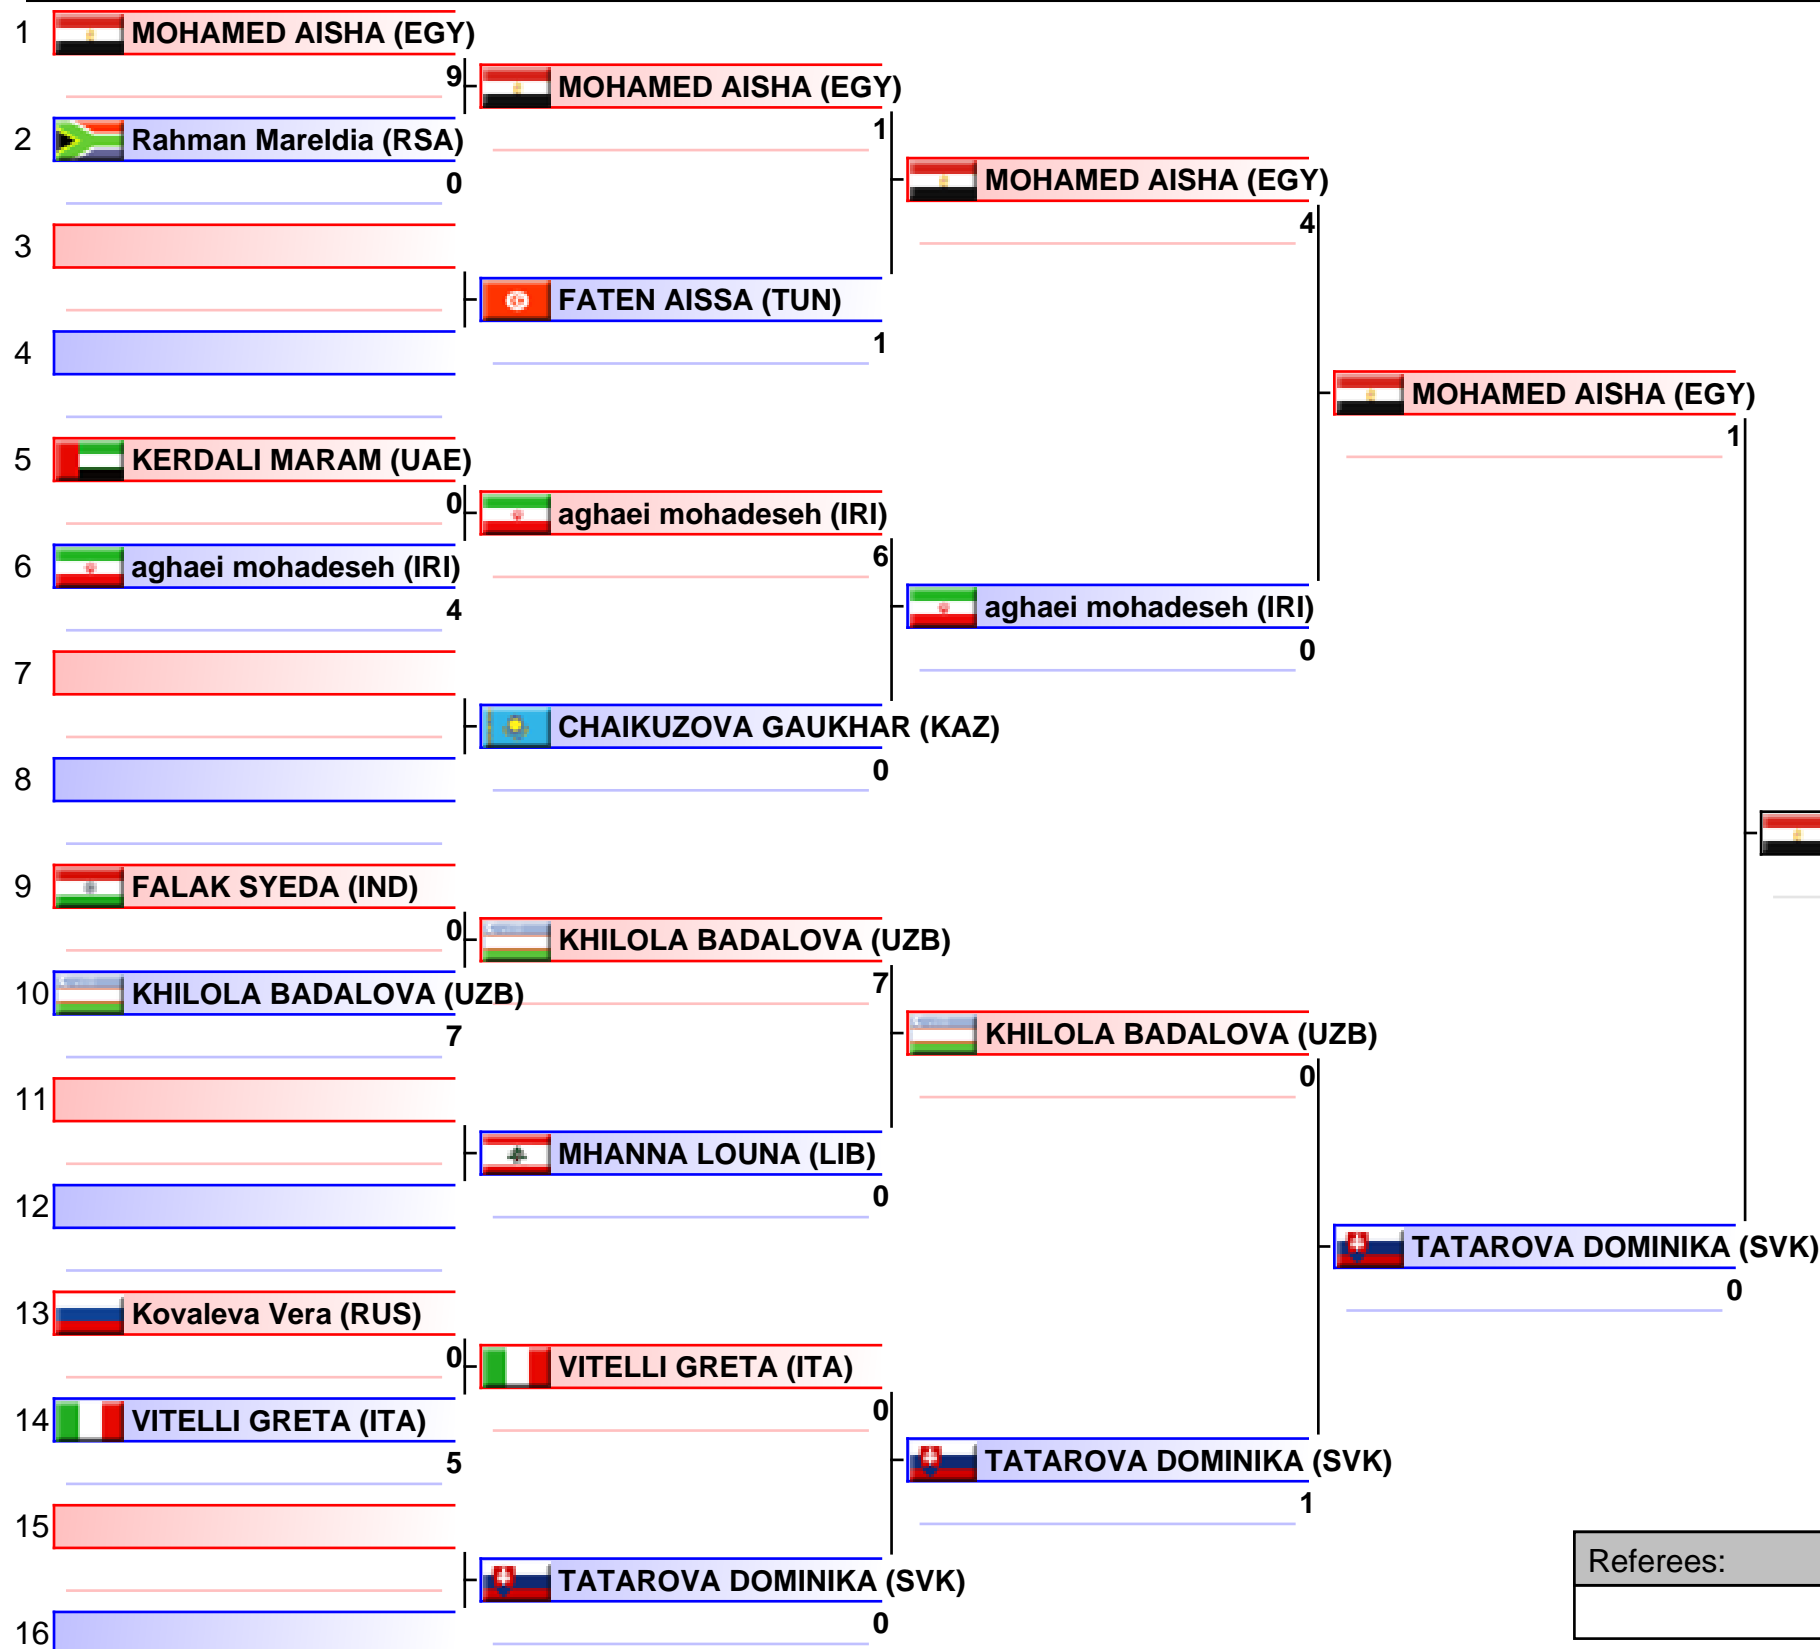 1 MOHAMED AISHA (EGY)
9
MOHAMED AISHA (EGY)
1
2 Rahman Mareldia (RSA)
0
MOHAMED AISHA (EGY)
4
3
FATEN AISSA (TUN)
1
4
MOHAMED AISHA (EGY)
1
5 KERDALI MARAM (UAE)
0
aghaei mohadeseh (IRI)
6
6 aghaei mohadeseh (IRI)
4
aghaei mohadeseh (IRI)
0
7
CHAIKUZOVA GAUKHAR (KAZ)
0
8
9 FALAK SYEDA (IND)
0
KHILOLA BADALOVA (UZB)
7
10 KHILOLA BADALOVA (UZB)
7
KHILOLA BADALOVA (UZB)
0
11
MHANNA LOUNA (LIB)
0
12
TATAROVA DOMINIKA (SVK)
0
13 Kovaleva Vera (RUS)
0
VITELLI GRETA (ITA)
0
14 VITELLI GRETA (ITA)
5
TATAROVA DOMINIKA (SVK)
1
15
TATAROVA DOMINIKA (SVK)
0
16
Referees: